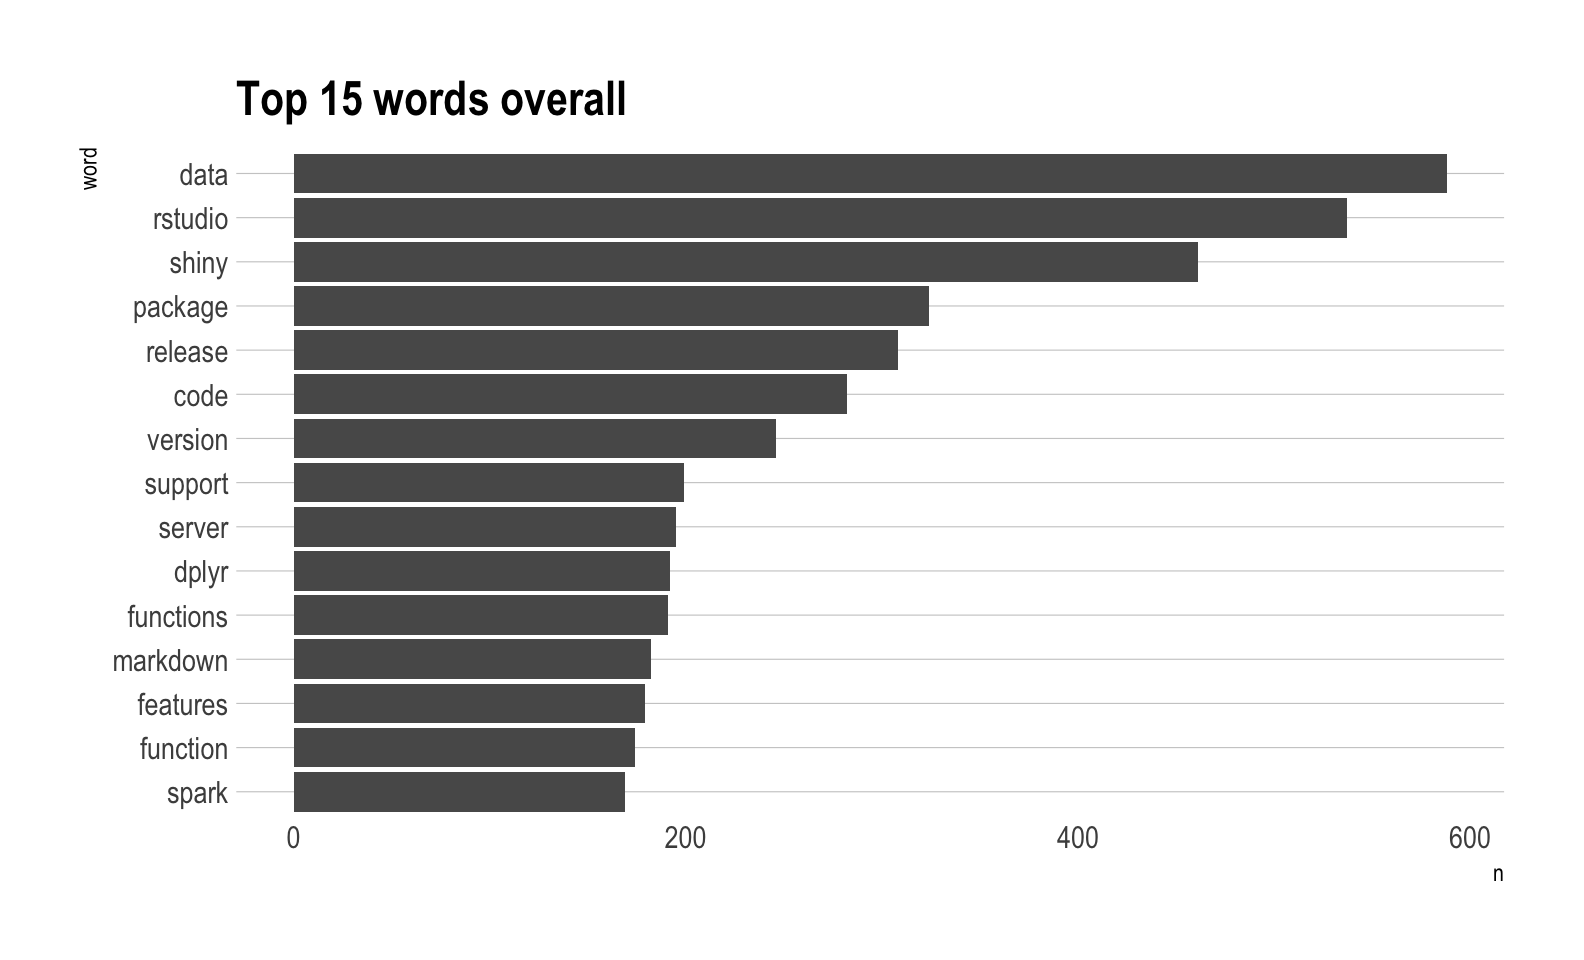 Top 15 words overall
word
data
rstudio
shiny
package
release
code
version
support
server
dplyr
functions
markdown
features
function
spark
0 200 400 600
n